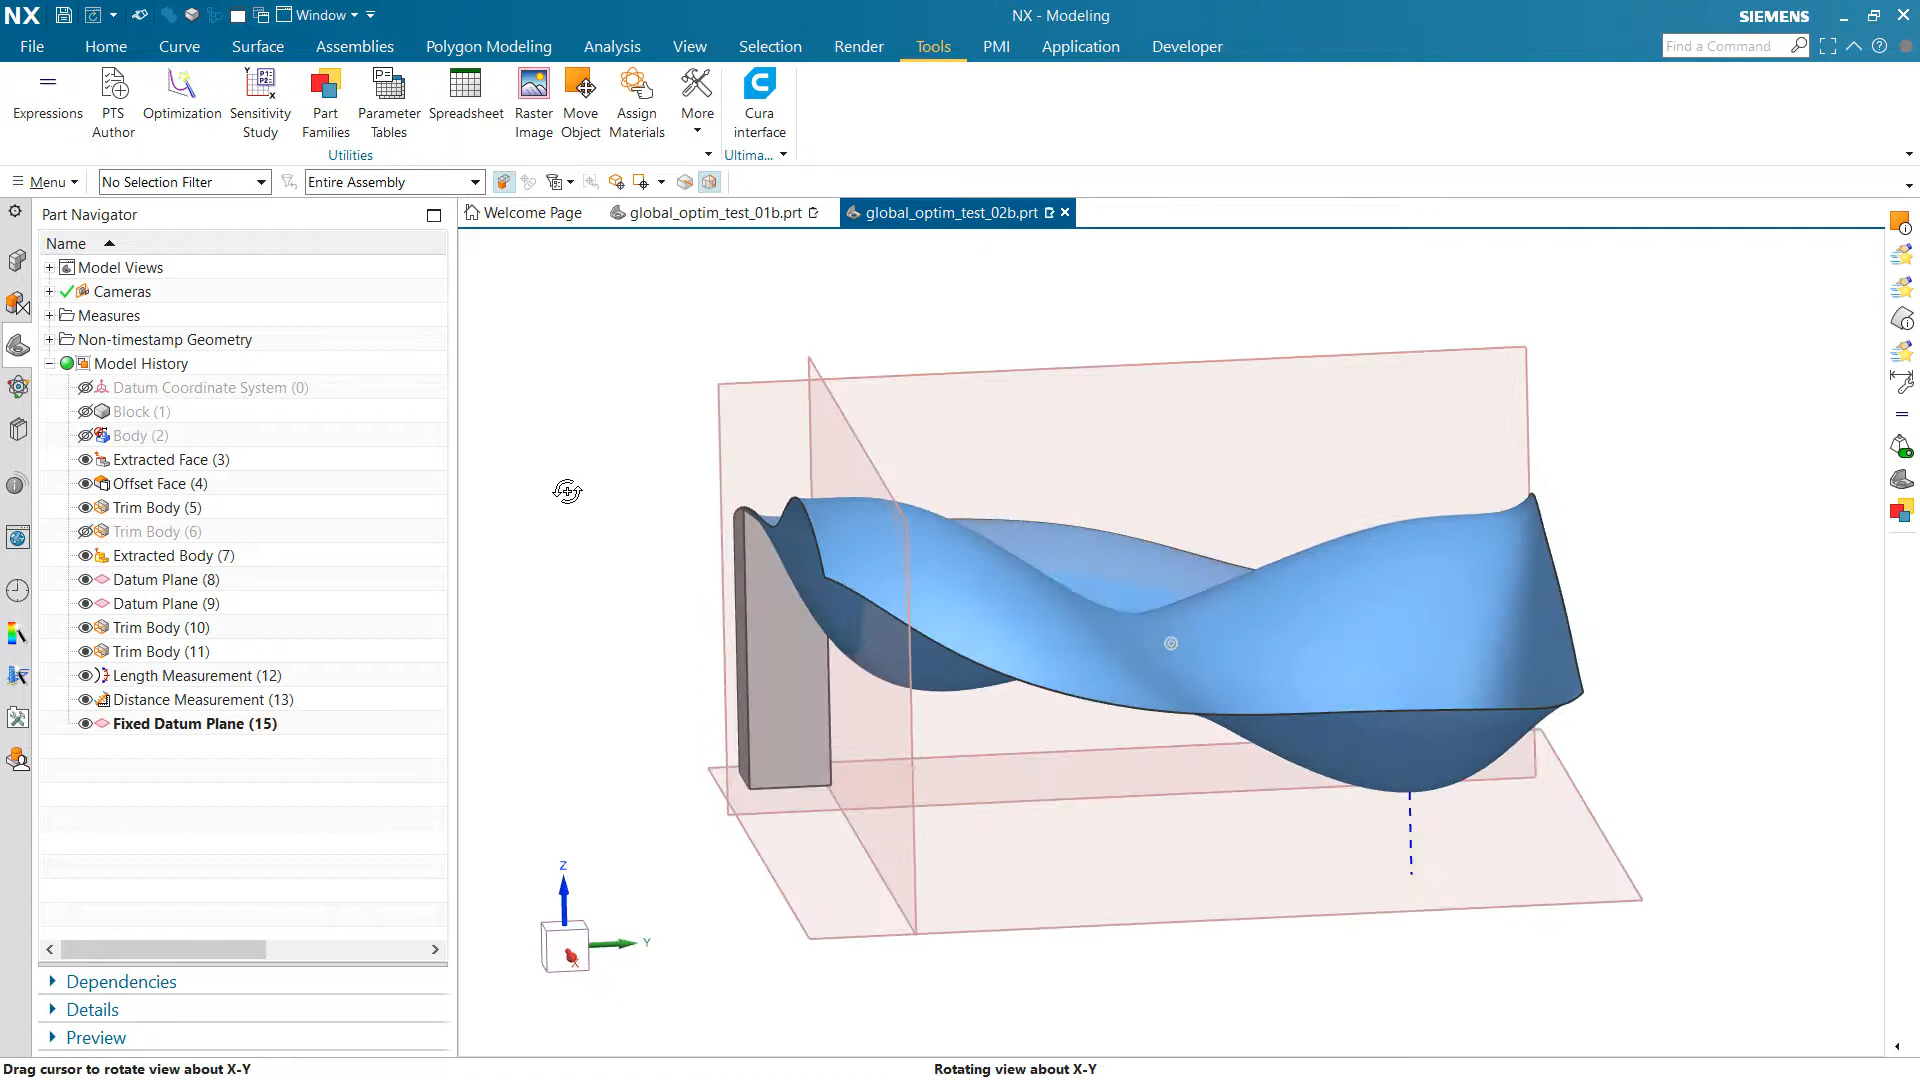 NX
Window
NX - Modeling
SIEMENS
File
Home
Curve
Surface
Assemblies
Polygon Modeling
Analysis
View
Selection
Render
Tools
PMI
Application
Developer
Find a Command
Expressions
PTS
Author
Optimization
Sensitivity
Study
Part
Families
Parameter
Tables
Spreadsheet
Raster
Image
Move
Object
Assign
Materials
More
Cura
interface
Utilities
Ultima...
Menu
No Selection Filter
Entire Assembly
Part Navigator
Welcome Page
global_optim_test_01b.prt
global_optim_test_02b.prt
Name
Model Views
Cameras
Measures
Non-timestamp Geometry
Model History
Datum Coordinate System (0)
Block (1)
Body (2)
Extracted Face (3)
Offset Face (4)
Trim Body (5)
Trim Body (6)
Extracted Body (7)
Datum Plane (8)
Datum Plane (9)
Trim Body (10)
Trim Body (11)
Length Measurement (12)
Distance Measurement (13)
Fixed Datum Plane (15)
Z
Y
X
Dependencies
Details
Preview
Drag cursor to rotate view about X-Y
Rotating view about X-Y